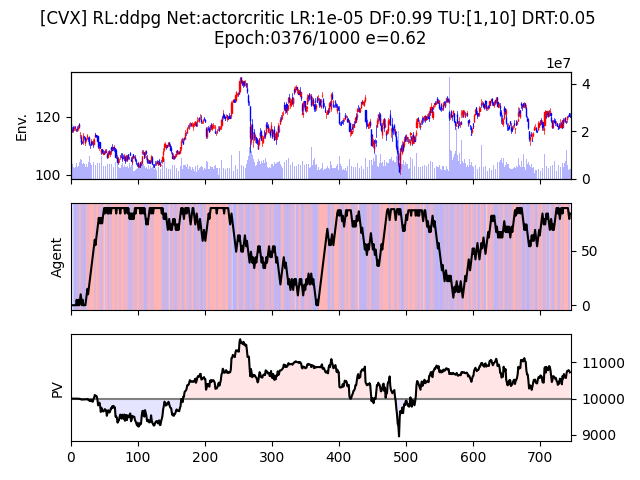 [CVX] RL:ddpg Net:actorcritic LR:1e-05 DF:0.99 TU:[1,10] DRT:0.05
Epoch:0376/1000 e=0.62
1e7
Env.
120
100
4
2
0
Agent
50
0
PV
11000
10000
9000
0 100 200 300 400 500 600 700